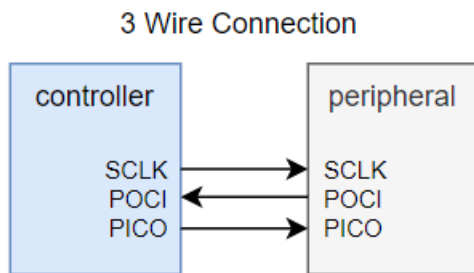 3 Wire Connection
controller
peripheral
SCLK
SCLK
POCI
POCI
PICO
PICO